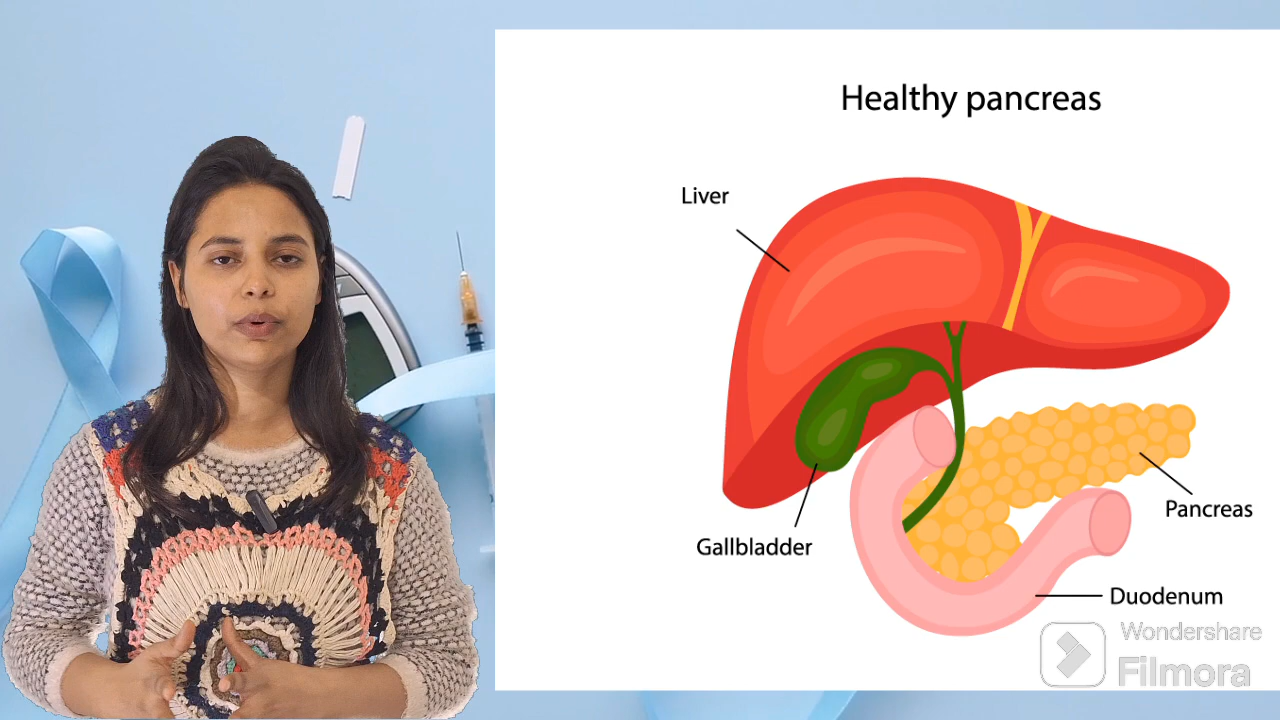 Healthy pancreas
Liver
Gallbladder
Pancreas
Duodenum
Wondershare
Filmora